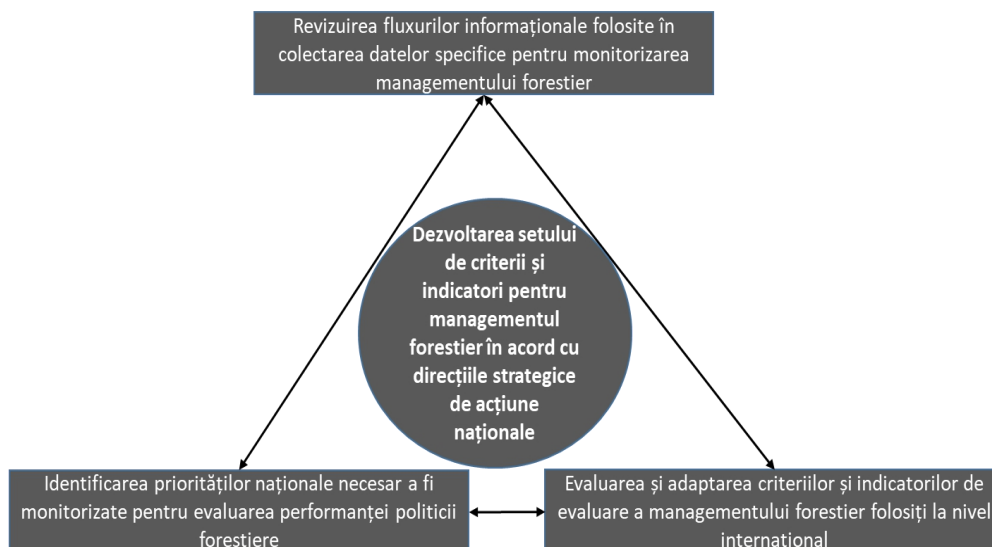 Revizuirea fluxurilor informaționale folosite în
colectarea datelor specifice pentru monitorizarea
managementului forestier
Dezvoltarea setului
de criterii și
indicatori pentru
managementul
forestier în acord cu
direcțiile strategice
de acțiune
naționale
Identificarea priorităților naționale necesar a fi
monitorizate pentru evaluarea performanței politicii
forestiere
Evaluarea și adaptarea criteriilor și indicatorilor de
evaluare a managementului forestier folosiți la nivel
internațional